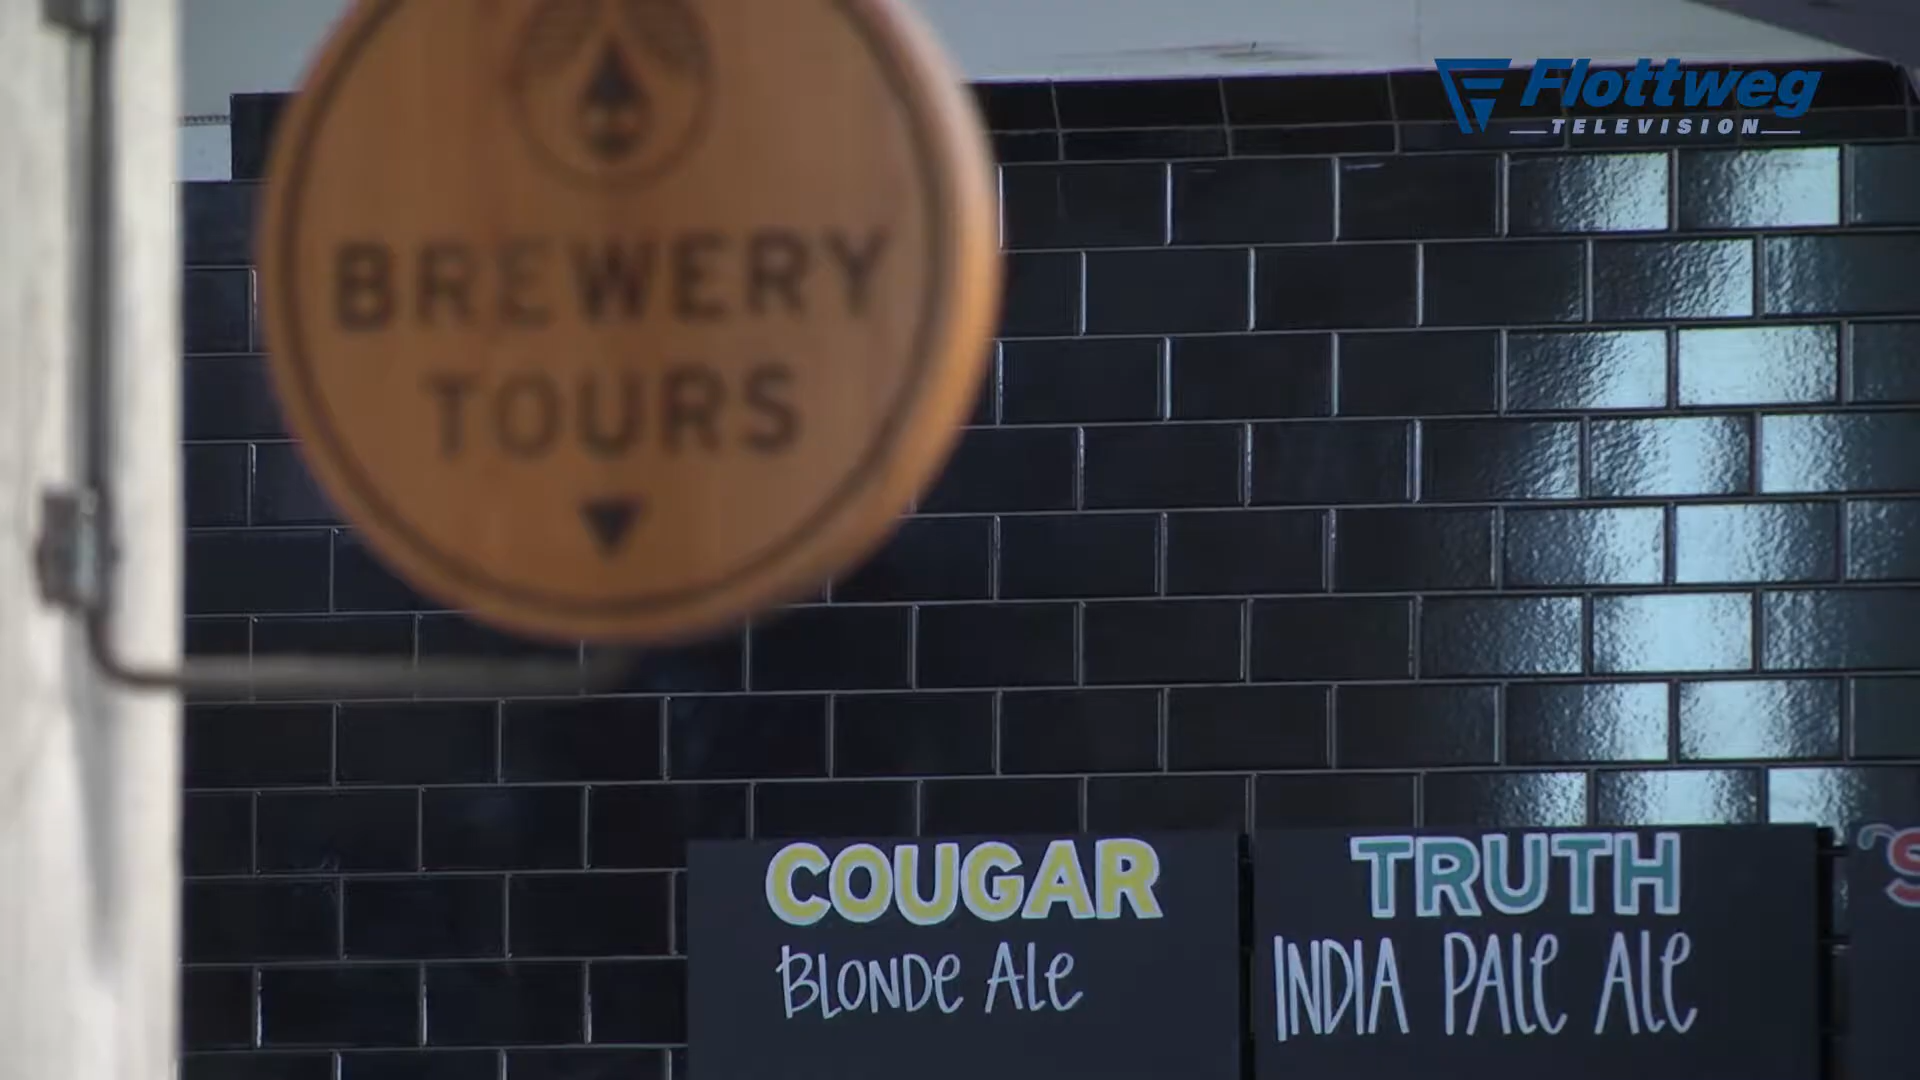 Flottweg
TELEVISION
BREWERY
TOURS
COUGAR
BLONDE ALE
TRUTH
INDIA PALE ALE